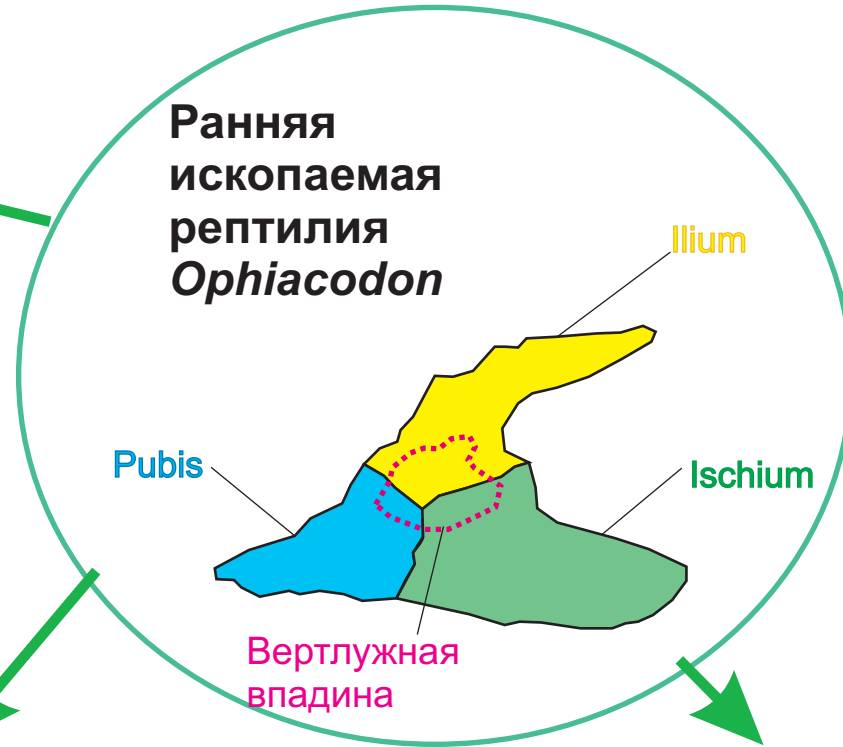 Ранняя
ископаемая
рептилия
Ophiacodon
Ilium
Pubis
Ischium
Вертлужная
впадина